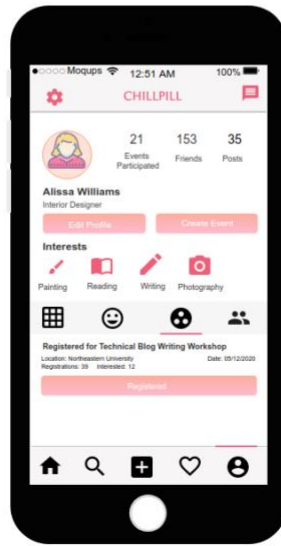 Moqups 12:51 AM 100%
CHILLPILL
21 153 35
Events Friends Posts
Participated
Alissa Williams
Interior Designer
Edit Profile Create Event
Interests
Painting Reading Writing Photography
Registered for Technical Blog Writing Workshop
Location: Northeastern University Date: 05/12/2020
Registrations: 39 Interested: 12
Registered